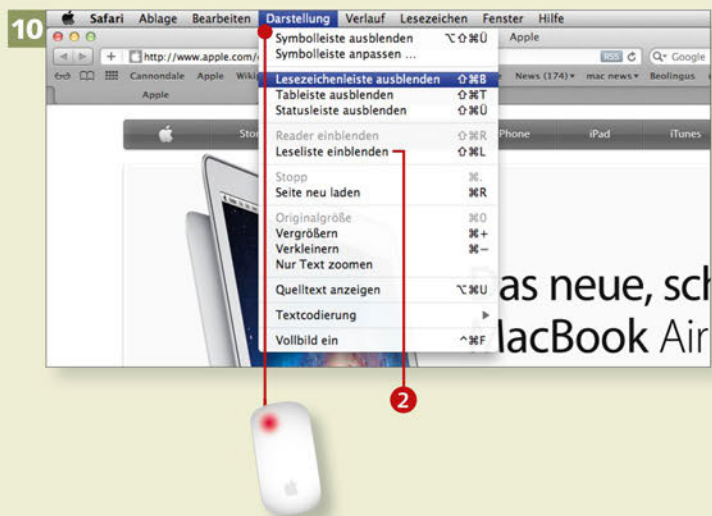 10
Safari Ablage Bearbeiten Darstellung Verlauf Lesezeichen Fenster Hilfe
Apple
http://www.apple.com/
RSS
Google
Cannondale Apple
News (174) mac news Beolingus
Apple
Symbolleiste ausblenden ⌥⇧⌘Ü
Symbolleiste anpassen ...
Lesezeichenleiste ausblenden ⇧⌘B
Tableiste ausblenden ⇧⌘T
Statusleiste ausblenden ⇧⌘Ü
Reader einblenden ⇧⌘R
Leseliste einblenden ⇧⌘L
Stopp ⌘.
Seite neu laden ⌘R
Originalgröße ⌘0
Vergrößern ⌘+
Verkleinern ⌘–
Nur Text zoomen
Quelltext anzeigen ⌥⌘U
Textcodierung ▶
Vollbild ein ^⌘F
iPad iTunes
as neue, sch
MacBook Air
2